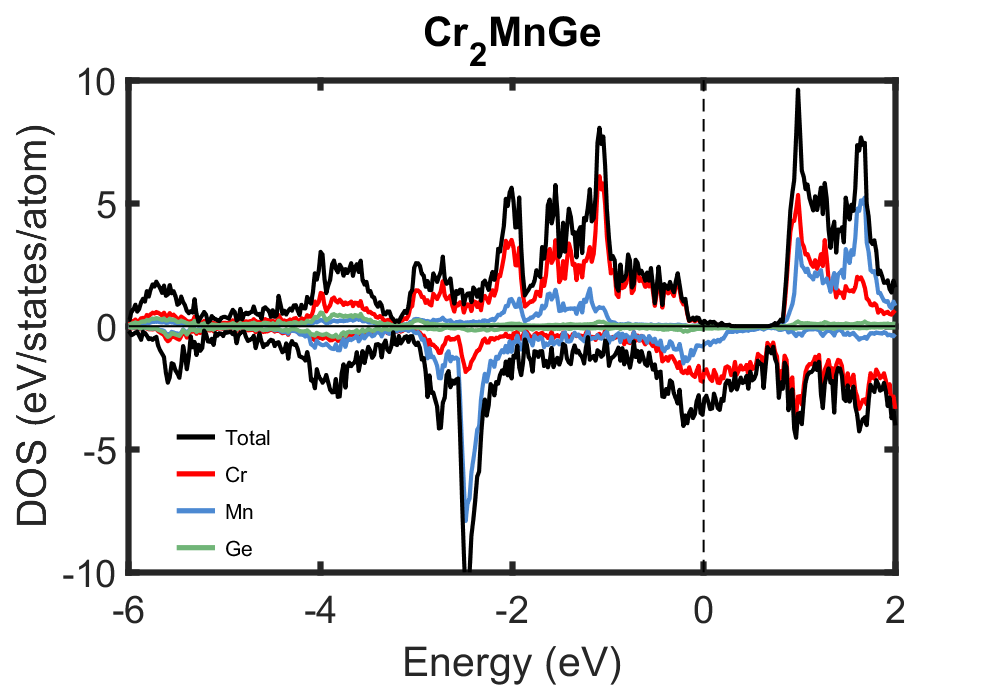 Cr₂MnGe
10
5
0
-5
-10
DOS (eV/states/atom)
Total
Cr
Mn
Ge
-6 -4 -2 0 2
Energy (eV)